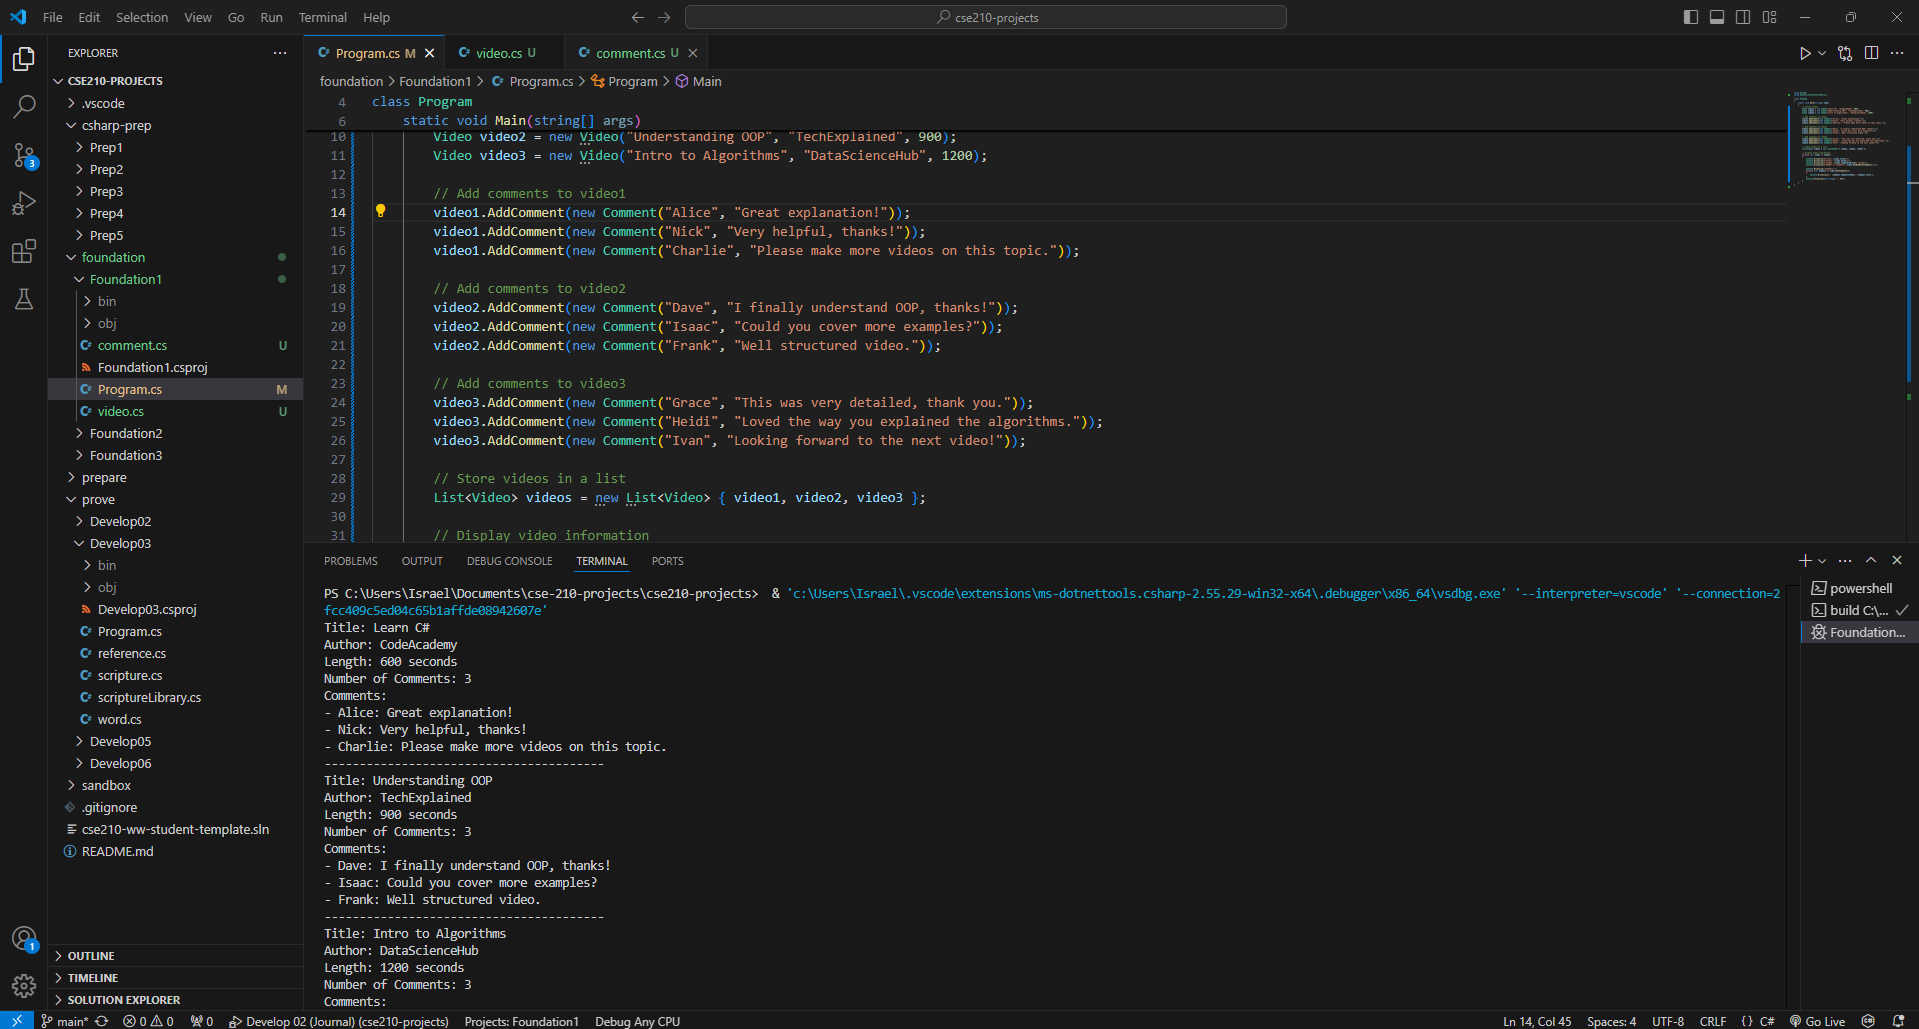 File Edit Selection View Go Run Terminal Help
cse210-projects
EXPLORER
CSE210-PROJECTS
.vscode
csharp-prep
Prep1
Prep2
Prep3
Prep4
Prep5
foundation
Foundation1
bin
obj
comment.cs U
Foundation1.csproj
Program.cs M
video.cs U
Foundation2
Foundation3
prepare
prove
Develop02
Develop03
bin
obj
Develop03.csproj
Program.cs
reference.cs
scripture.cs
scriptureLibrary.cs
word.cs
Develop05
Develop06
sandbox
.gitignore
cse210-ww-student-template.sln
README.md
OUTLINE
TIMELINE
SOLUTION EXPLORER
3
1
Program.cs M video.cs U comment.cs U
foundation > Foundation1 > Program.cs > Program > Main
4 class Program
6 static void Main(string[] args)
10 Video video2 = new Video("Understanding OOP", "TechExplained", 900);
11 Video video3 = new Video("Intro to Algorithms", "DataScienceHub", 1200);
12
13 // Add comments to video1
14 video1.AddComment(new Comment("Alice", "Great explanation!"));
15 video1.AddComment(new Comment("Nick", "Very helpful, thanks!"));
16 video1.AddComment(new Comment("Charlie", "Please make more videos on this topic."));
17
18 // Add comments to video2
19 video2.AddComment(new Comment("Dave", "I finally understand OOP, thanks!"));
20 video2.AddComment(new Comment("Isaac", "Could you cover more examples?"));
21 video2.AddComment(new Comment("Frank", "Well structured video."));
22
23 // Add comments to video3
24 video3.AddComment(new Comment("Grace", "This was very detailed, thank you."));
25 video3.AddComment(new Comment("Heidi", "Loved the way you explained the algorithms."));
26 video3.AddComment(new Comment("Ivan", "Looking forward to the next video!"));
27
28 // Store videos in a list
29 List<Video> videos = new List<Video> { video1, video2, video3 };
30
31 // Display video information
PROBLEMS OUTPUT DEBUG CONSOLE TERMINAL PORTS
PS C:\Users\Israel\Documents\cse-210-projects\cse210-projects> & 'c:\Users\Israel\.vscode\extensions\ms-dotnettools.csharp-2.55.29-win32-x64\.debugger\x86_64\vsdbg.exe' '--interpreter=vscode' '--connection=2
fcc409c5ed04c65b1affde08942607e'
Title: Learn C#
Author: CodeAcademy
Length: 600 seconds
Number of Comments: 3
Comments:
- Alice: Great explanation!
- Nick: Very helpful, thanks!
- Charlie: Please make more videos on this topic.
----------------------------------------
Title: Understanding OOP
Author: TechExplained
Length: 900 seconds
Number of Comments: 3
Comments:
- Dave: I finally understand OOP, thanks!
- Isaac: Could you cover more examples?
- Frank: Well structured video.
----------------------------------------
Title: Intro to Algorithms
Author: DataScienceHub
Length: 1200 seconds
Number of Comments: 3
Comments:
powershell
build C:\...
Foundation...
main* 0 0 0 Develop 02 (Journal) (cse210-projects) Projects: Foundation1 Debug Any CPU Ln 14, Col 45 Spaces: 4 UTF-8 CRLF {} C# Go Live